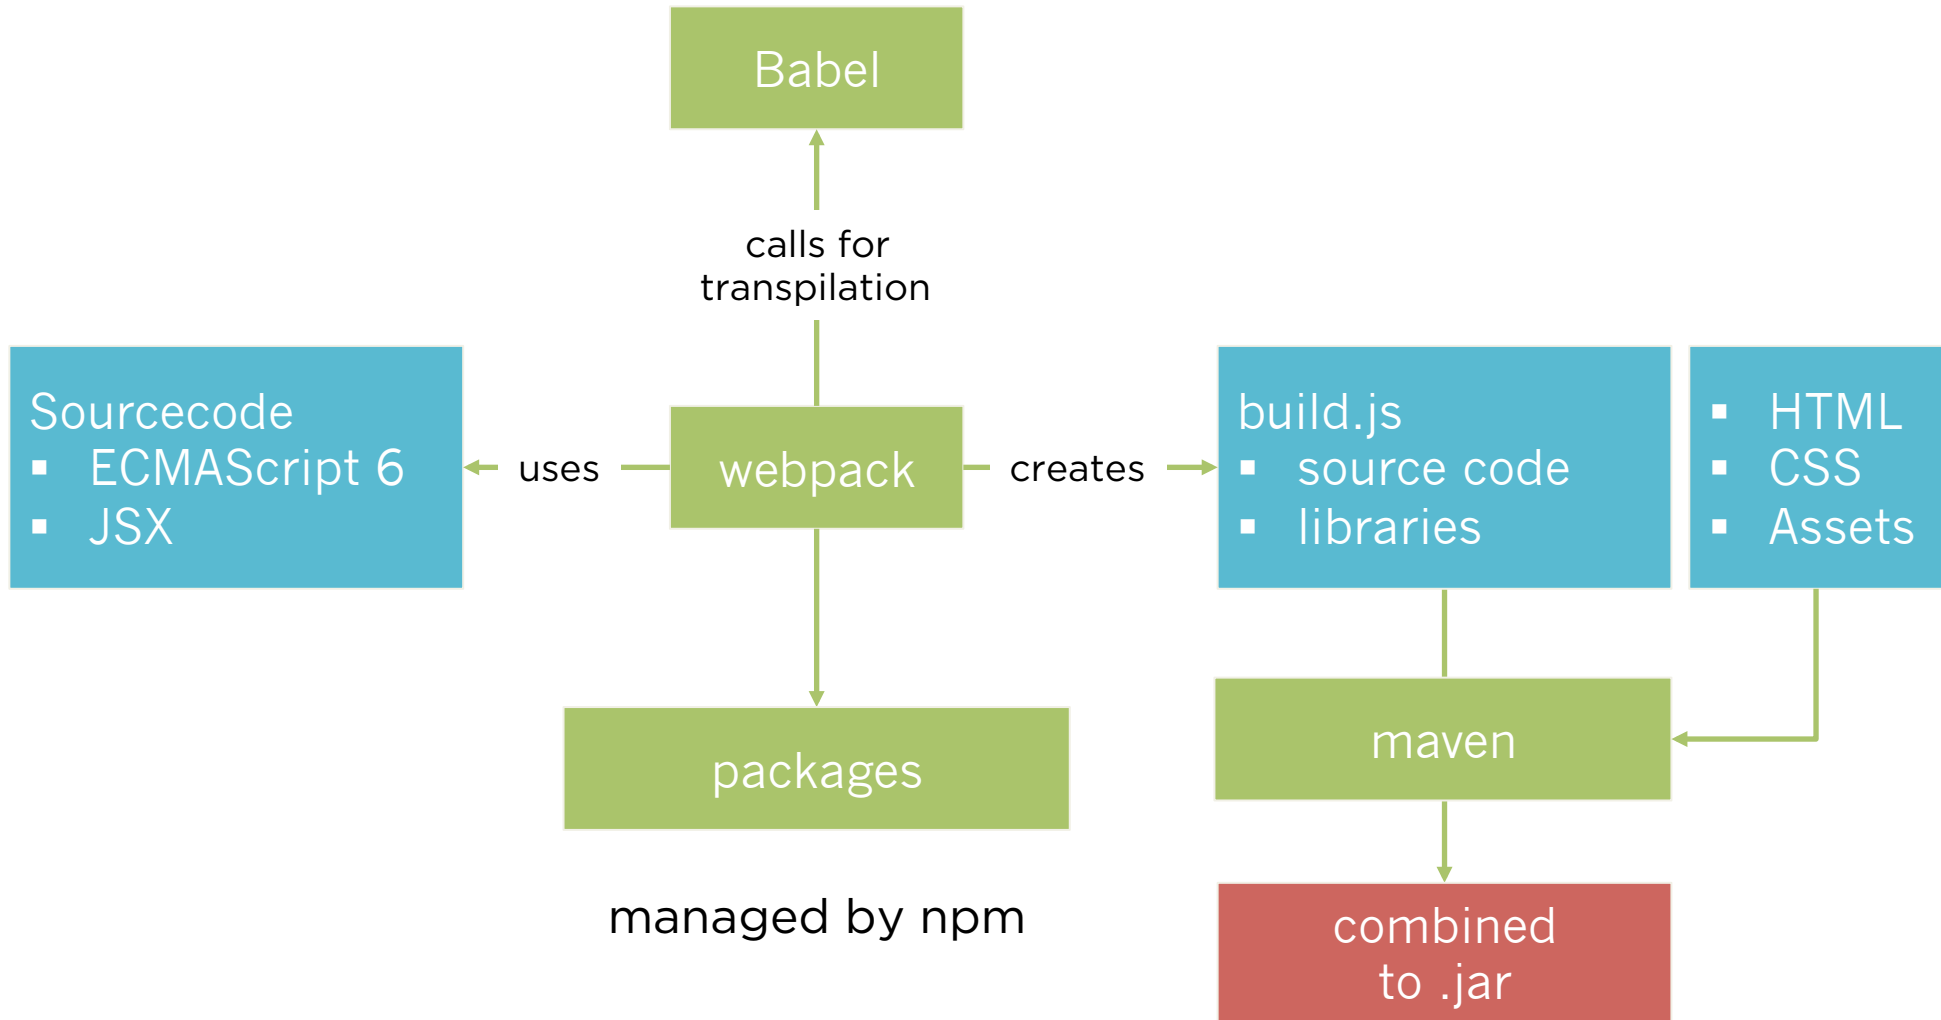 Babel
calls for
transpilation
Sourcecode
▪ ECMAScript 6
▪ JSX
uses
webpack
creates
build.js
▪ source code
▪ libraries
▪ HTML
▪ CSS
▪ Assets
packages
maven
managed by npm
combined
to .jar